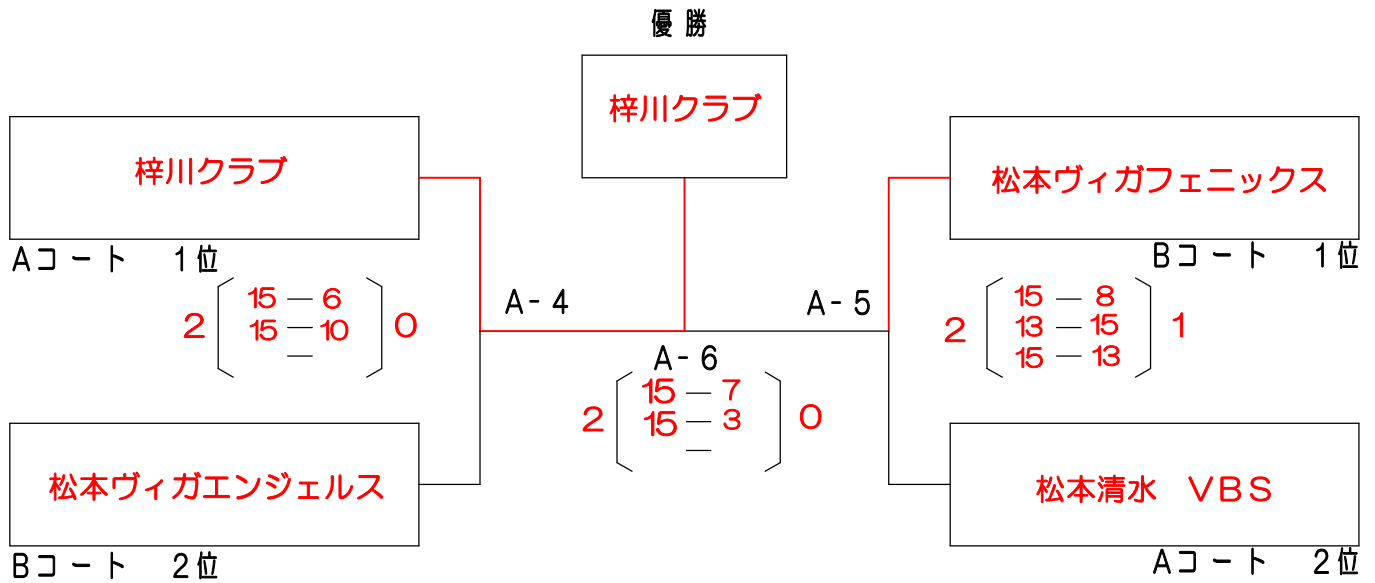 優勝
梓川クラブ
梓川クラブ
Aコート 1位
松本ヴィガフェニックス
Bコート 1位
A-4
A-5
2 15 — 6 0
15 — 10
—
2 15 — 8 1
13 — 15
15 — 13
A-6
2 15 — 7 0
15 — 3
—
松本ヴィガエンジェルス
Bコート 2位
松本清水 VBS
Aコート 2位